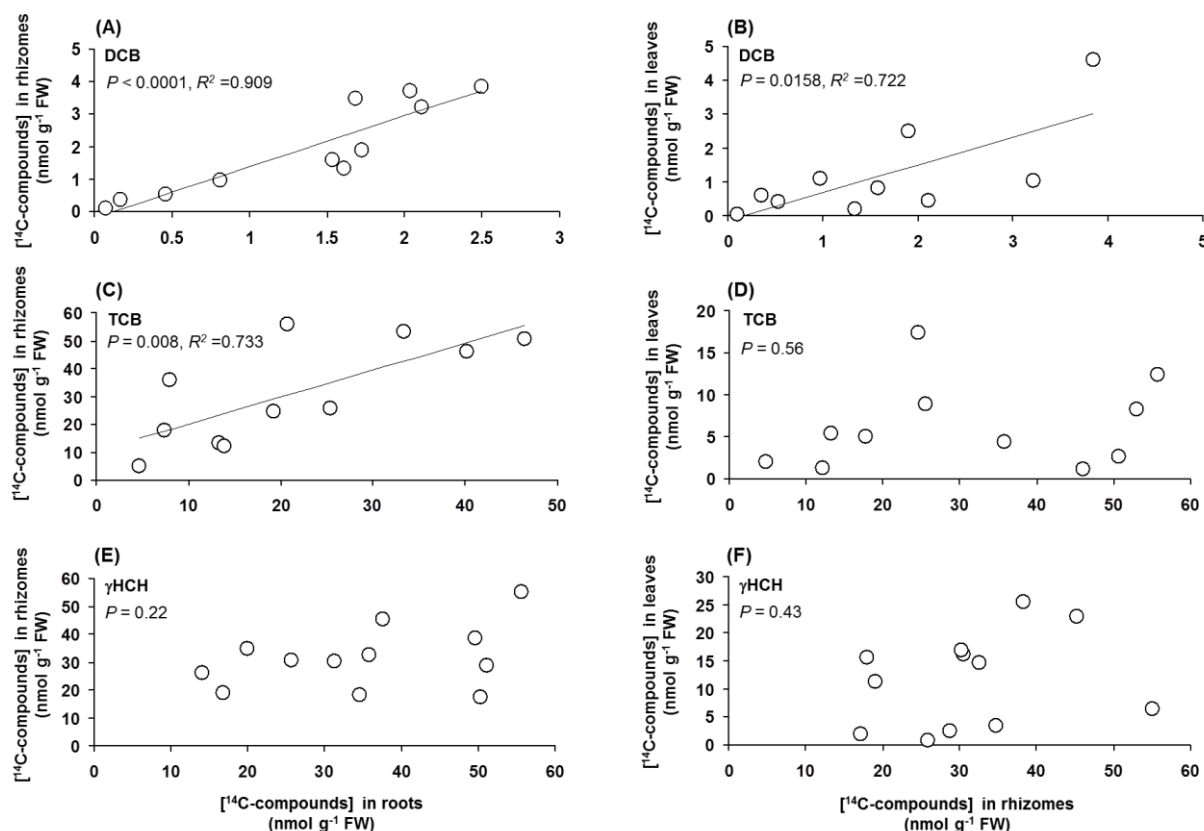 (A)
DCB
P < 0.0001, R² =0.909
[¹⁴C-compounds] in rhizomes
(nmol g⁻¹ FW)
5
4
3
2
1
0
0 0.5 1 1.5 2 2.5 3
(B)
DCB
P = 0.0158, R² =0.722
[¹⁴C-compounds] in leaves
(nmol g⁻¹ FW)
5
4
3
2
1
0
0 1 2 3 4 5
(C)
TCB
P = 0.008, R² =0.733
[¹⁴C-compounds] in rhizomes
(nmol g⁻¹ FW)
60
50
40
30
20
10
0
0 10 20 30 40 50
(D)
TCB
P = 0.56
[¹⁴C-compounds] in leaves
(nmol g⁻¹ FW)
20
15
10
5
0
0 10 20 30 40 50 60
(E)
γHCH
P = 0.22
[¹⁴C-compounds] in rhizomes
(nmol g⁻¹ FW)
60
50
40
30
20
10
0
0 10 20 30 40 50 60
[¹⁴C-compounds] in roots
(nmol g⁻¹ FW)
(F)
γHCH
P = 0.43
[¹⁴C-compounds] in leaves
(nmol g⁻¹ FW)
30
25
20
15
10
5
0
0 10 20 30 40 50 60
[¹⁴C-compounds] in rhizomes
(nmol g⁻¹ FW)